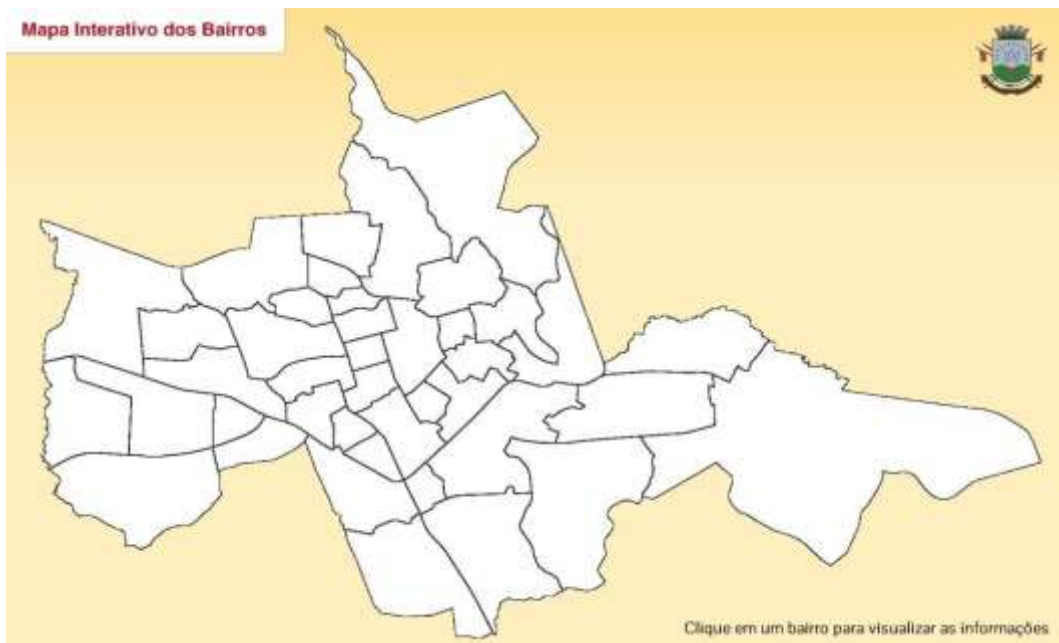 Mapa Interativo dos Bairros
Clique em um bairro para visualizar as informações